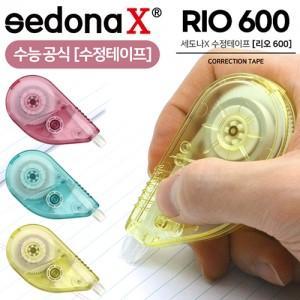 sedonaX®
수능 공식 [수정테이프]
RIO 600
세도나X 수정테이프 [리오 600]
CORRECTION TAPE